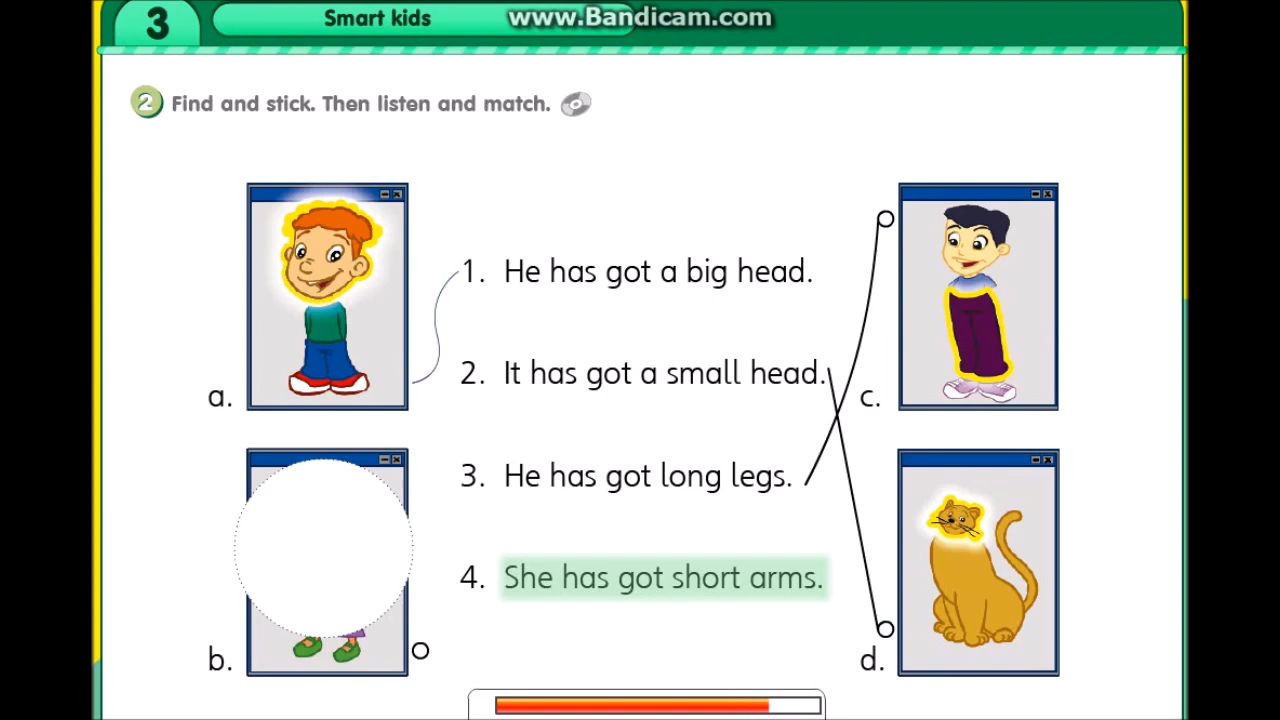 3
Smart kids
www.Bandicam.com
2 Find and stick. Then listen and match.
a.
1. He has got a big head.
2. It has got a small head.
c.
3. He has got long legs.
4. She has got short arms.
b.
d.